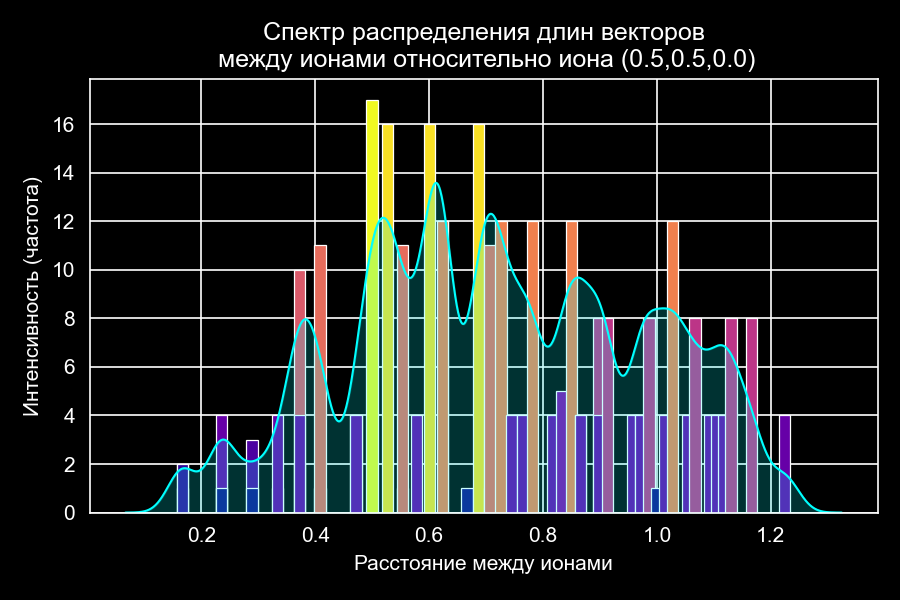 Спектр распределения длин векторов
между ионами относительно иона (0.5,0.5,0.0)
Интенсивность (частота)
16
14
12
10
8
6
4
2
0
0.2 0.4 0.6 0.8 1.0 1.2
Расстояние между ионами